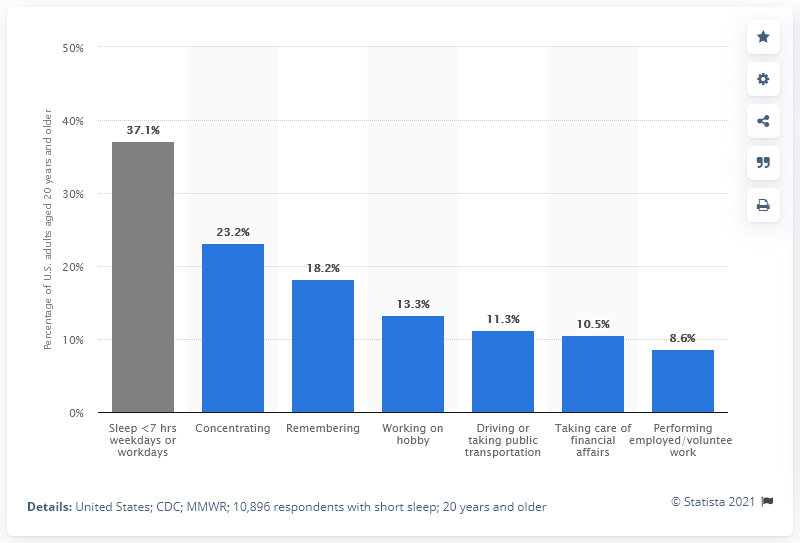 50%
40%
30%
20%
10%
0%
Percentage of U.S. adults aged 20 years and older
37.1%
23.2%
18.2%
13.3%
11.3%
10.5%
8.6%
Sleep <7 hrs
weekdays or
workdays
Concentrating
Remembering
Working on
hobby
Driving or
taking public
transportation
Taking care of
financial
affairs
Performing
employed/voluntee
work
Details: United States; CDC; MMWR; 10,896 respondents with short sleep; 20 years and older
© Statista 2021